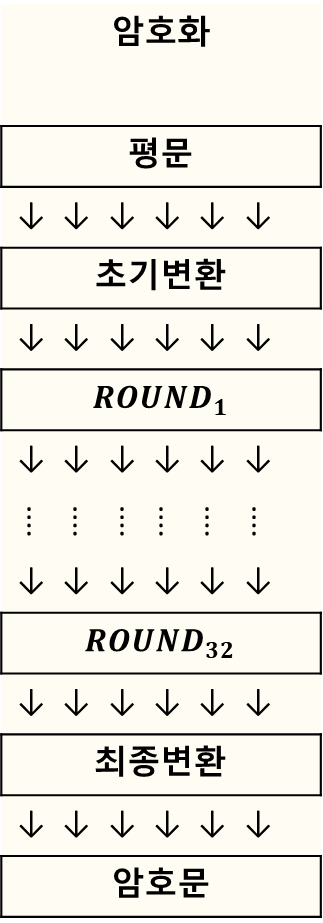 암호화
평문
↓ ↓ ↓ ↓ ↓ ↓
초기변환
↓ ↓ ↓ ↓ ↓ ↓
ROUND₁
↓ ↓ ↓ ↓ ↓ ↓
⋮ ⋮ ⋮ ⋮ ⋮ ⋮
↓ ↓ ↓ ↓ ↓ ↓
ROUND₃₂
↓ ↓ ↓ ↓ ↓ ↓
최종변환
↓ ↓ ↓ ↓ ↓ ↓
암호문